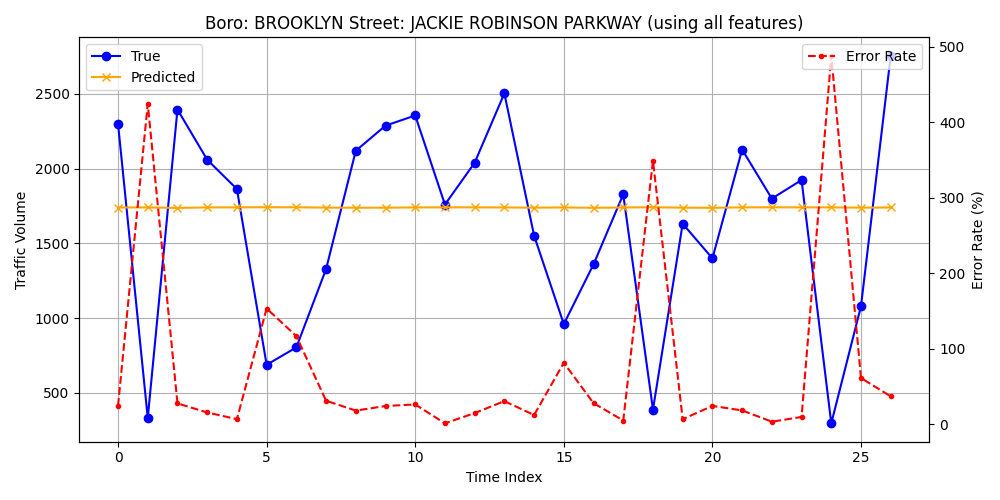 Boro: BROOKLYN Street: JACKIE ROBINSON PARKWAY (using all features)
True
Predicted
Error Rate
Traffic Volume
2500
2000
1500
1000
500
500
400
300
200
100
0
Error Rate (%)
0
5
10
15
20
25
Time Index